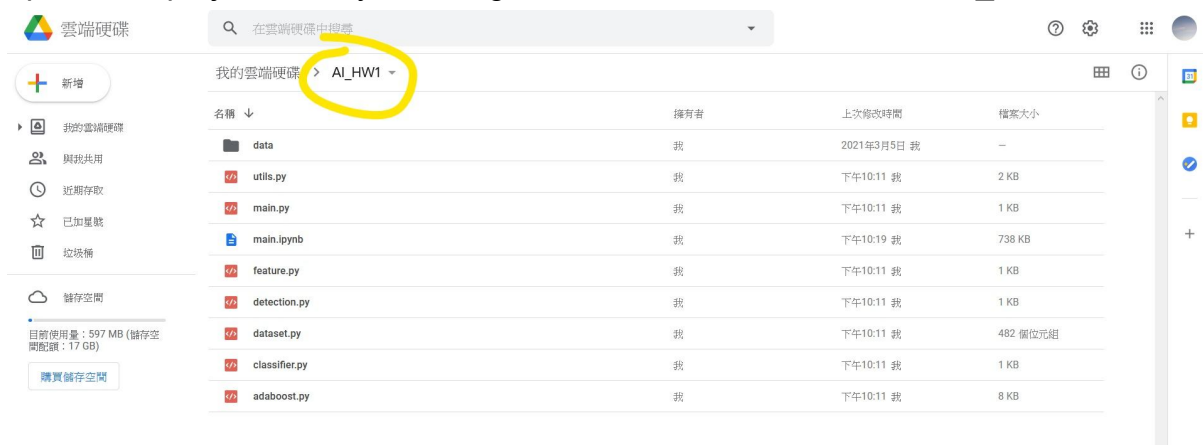 雲端硬碟
在雲端硬碟中搜尋
新增
我的雲端硬碟 > AI_HW1
我的雲端硬碟
與我共用
近期存取
已加星號
垃圾桶
儲存空間
目前使用量：597 MB (儲存空
間配額：17 GB)
購買儲存空間
名稱 擁有者 上次修改時間 檔案大小
data 我 2021年3月5日 我 —
utils.py 我 下午10:11 我 2 KB
main.py 我 下午10:11 我 1 KB
main.ipynb 我 下午10:19 我 738 KB
feature.py 我 下午10:11 我 1 KB
detection.py 我 下午10:11 我 1 KB
dataset.py 我 下午10:11 我 482 個位元組
classifier.py 我 下午10:11 我 1 KB
adaboost.py 我 下午10:11 我 8 KB
31